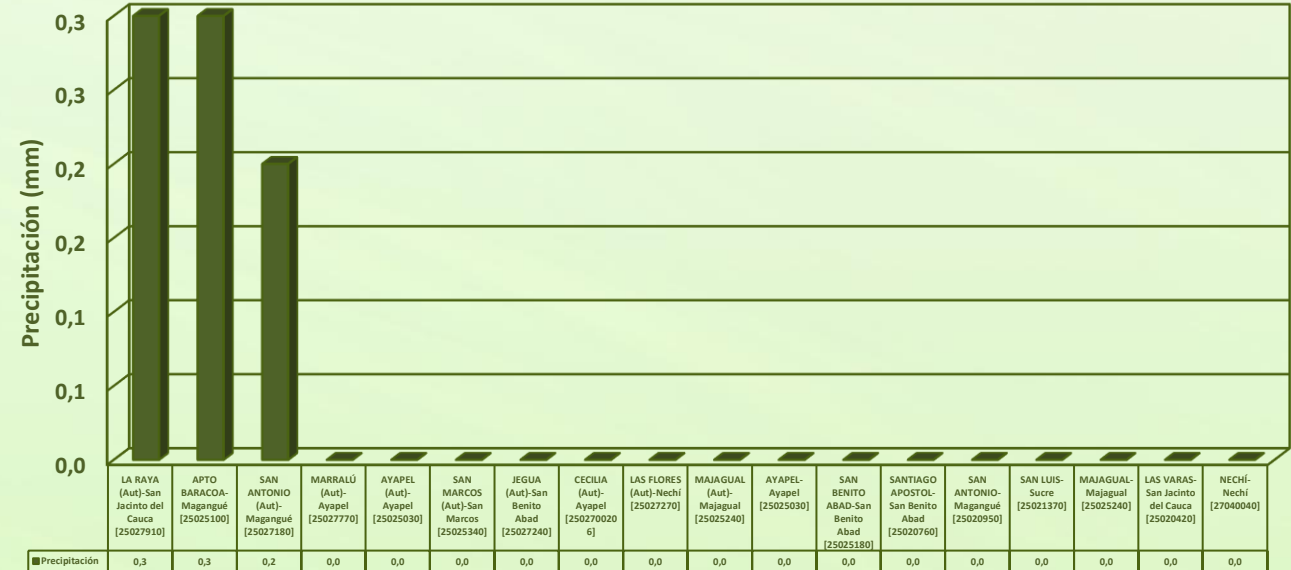 Precipitación (mm)
0,3
0,3
0,2
0,2
0,1
0,1
0,0
LA RAYA
(Aut)-San
Jacinto del
Cauca
[25027910]
APTO
BARACOA-
Magangué
[25025100]
SAN
ANTONIO
(Aut)-
Magangué
[25027180]
MARRALÚ
(Aut)-
Ayapel
[25027770]
AYAPEL
(Aut)-
Ayapel
[25025030]
SAN
MARCOS
(Aut)-San
Marcos
[25025340]
JEGUA
(Aut)-San
Benito
Abad
[25027240]
CECILIA
(Aut)-
Ayapel
[250270020
6]
LAS FLORES
(Aut)-Nechí
[25027270]
MAJAGUAL
(Aut)-
Majagual
[25025240]
AYAPEL-
Ayapel
[25025030]
SAN
BENITO
ABAD-San
Benito
Abad
[25025180]
SANTIAGO
APOSTOL-
San Benito
Abad
[25020760]
SAN
ANTONIO-
Magangué
[25020950]
SAN LUIS-
Sucre
[25021370]
MAJAGUAL-
Majagual
[25025240]
LAS VARAS-
San Jacinto
del Cauca
[25020420]
NECHÍ-
Nechí
[27040040]
Precipitación 0,3 0,3 0,2 0,0 0,0 0,0 0,0 0,0 0,0 0,0 0,0 0,0 0,0 0,0 0,0 0,0 0,0 0,0